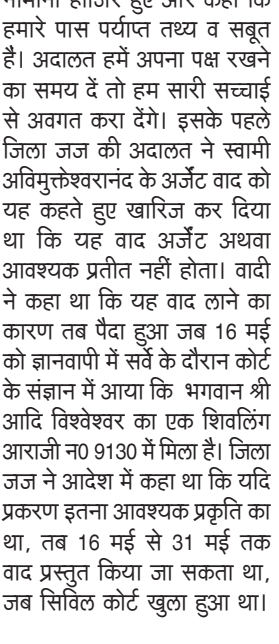 हाजिर हुए और कहा कि
हमारे पास पर्याप्त तथ्य व सबूत
हैं। अदालत हमें अपना पक्ष रखने
का समय दें तो हम सारी सच्चाई
से अवगत करा देंगे। इसके पहले
जिला जज की अदालत ने स्वामी
अविमुक्तेश्वरानंद के अर्जेंट वाद को
यह कहते हुए खारिज कर दिया
था कि यह वाद अर्जेंट अथवा
आवश्यक प्रतीत नहीं होता। वादी
ने कहा था कि यह वाद लाने का
कारण तब पैदा हुआ जब 16 मई
को ज्ञानवापी में सर्वे के दौरान कोर्ट
के संज्ञान में आया कि भगवान श्री
आदि विश्वेश्वर का एक शिवलिंग
आराजी न0 9130 में मिला है। जिला
जज ने आदेश में कहा था कि यदि
प्रकरण इतना आवश्यक प्रकृति का
था, तब 16 मई से 31 मई तक
वाद प्रस्तुत किया जा सकता था,
जब सिविल कोर्ट खुला हुआ था।